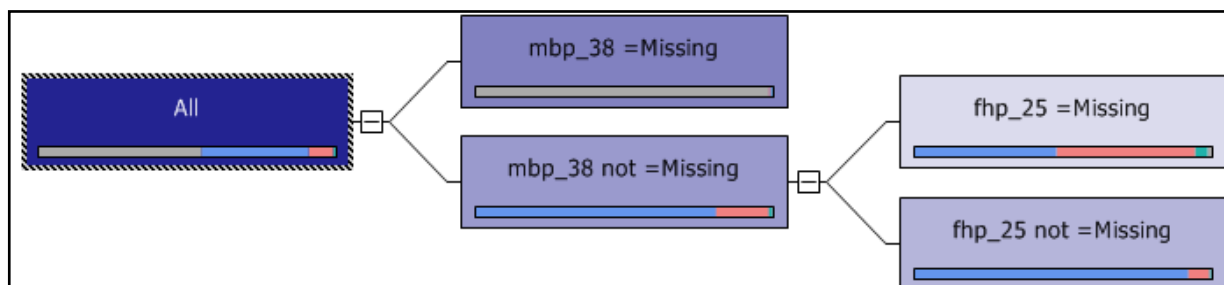 All
mbp_38 =Missing
mbp_38 not =Missing
fhp_25 =Missing
fhp_25 not =Missing